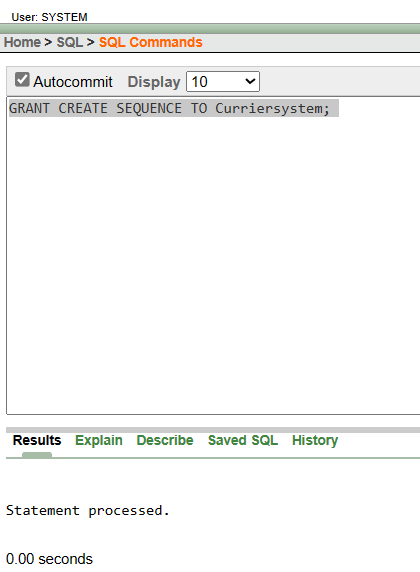 User: SYSTEM
Home > SQL > SQL Commands
Autocommit Display 10
GRANT CREATE SEQUENCE TO Curriersystem;
Results Explain Describe Saved SQL History
Statement processed.
0.00 seconds